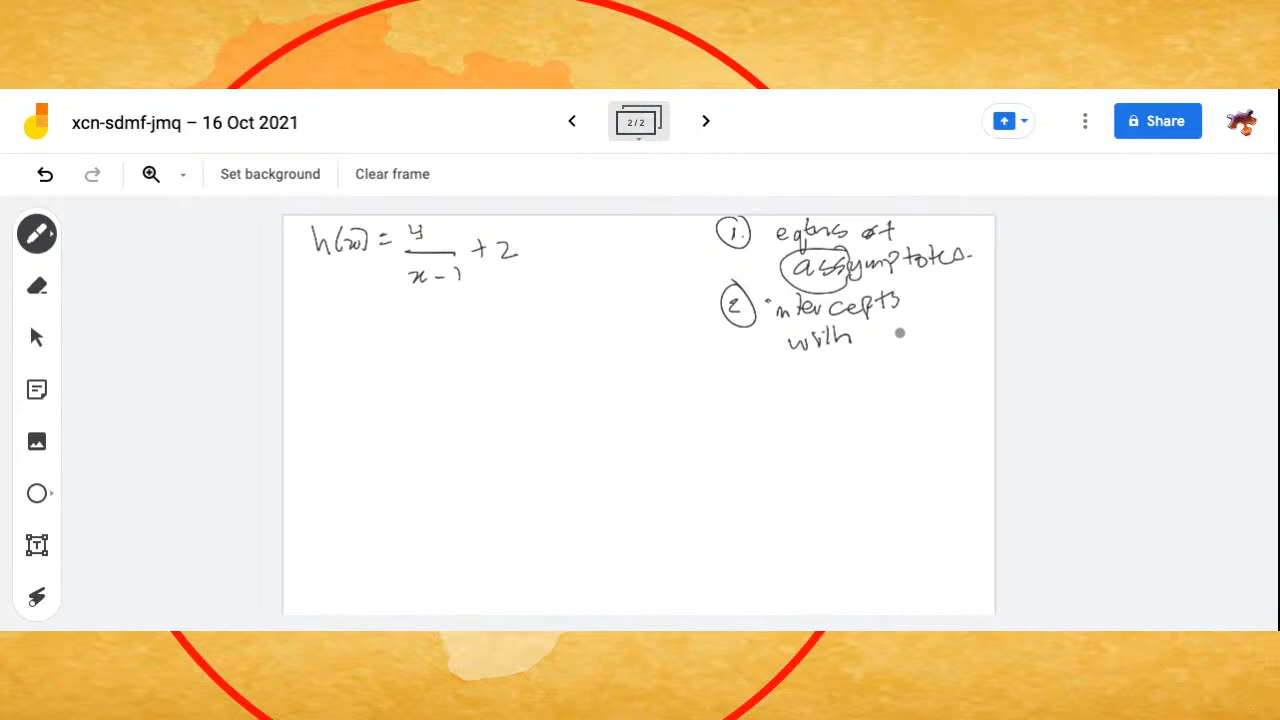 xcn-sdmf-jmq – 16 Oct 2021
2 / 2
Share
Set background
Clear frame
h(x) = 4
x - 1
+ 2
1. eqtns of
assymptotes.
2 intercepts
with